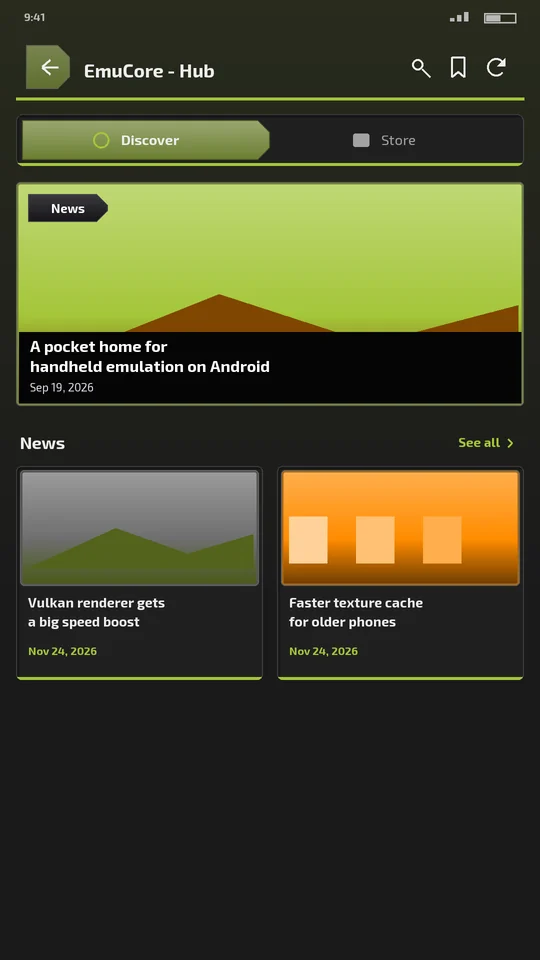 9:41
EmuCore - Hub
Discover
Store
News
A pocket home for
handheld emulation on Android
Sep 19, 2026
News
See all
Vulkan renderer gets
a big speed boost
Nov 24, 2026
Faster texture cache
for older phones
Nov 24, 2026